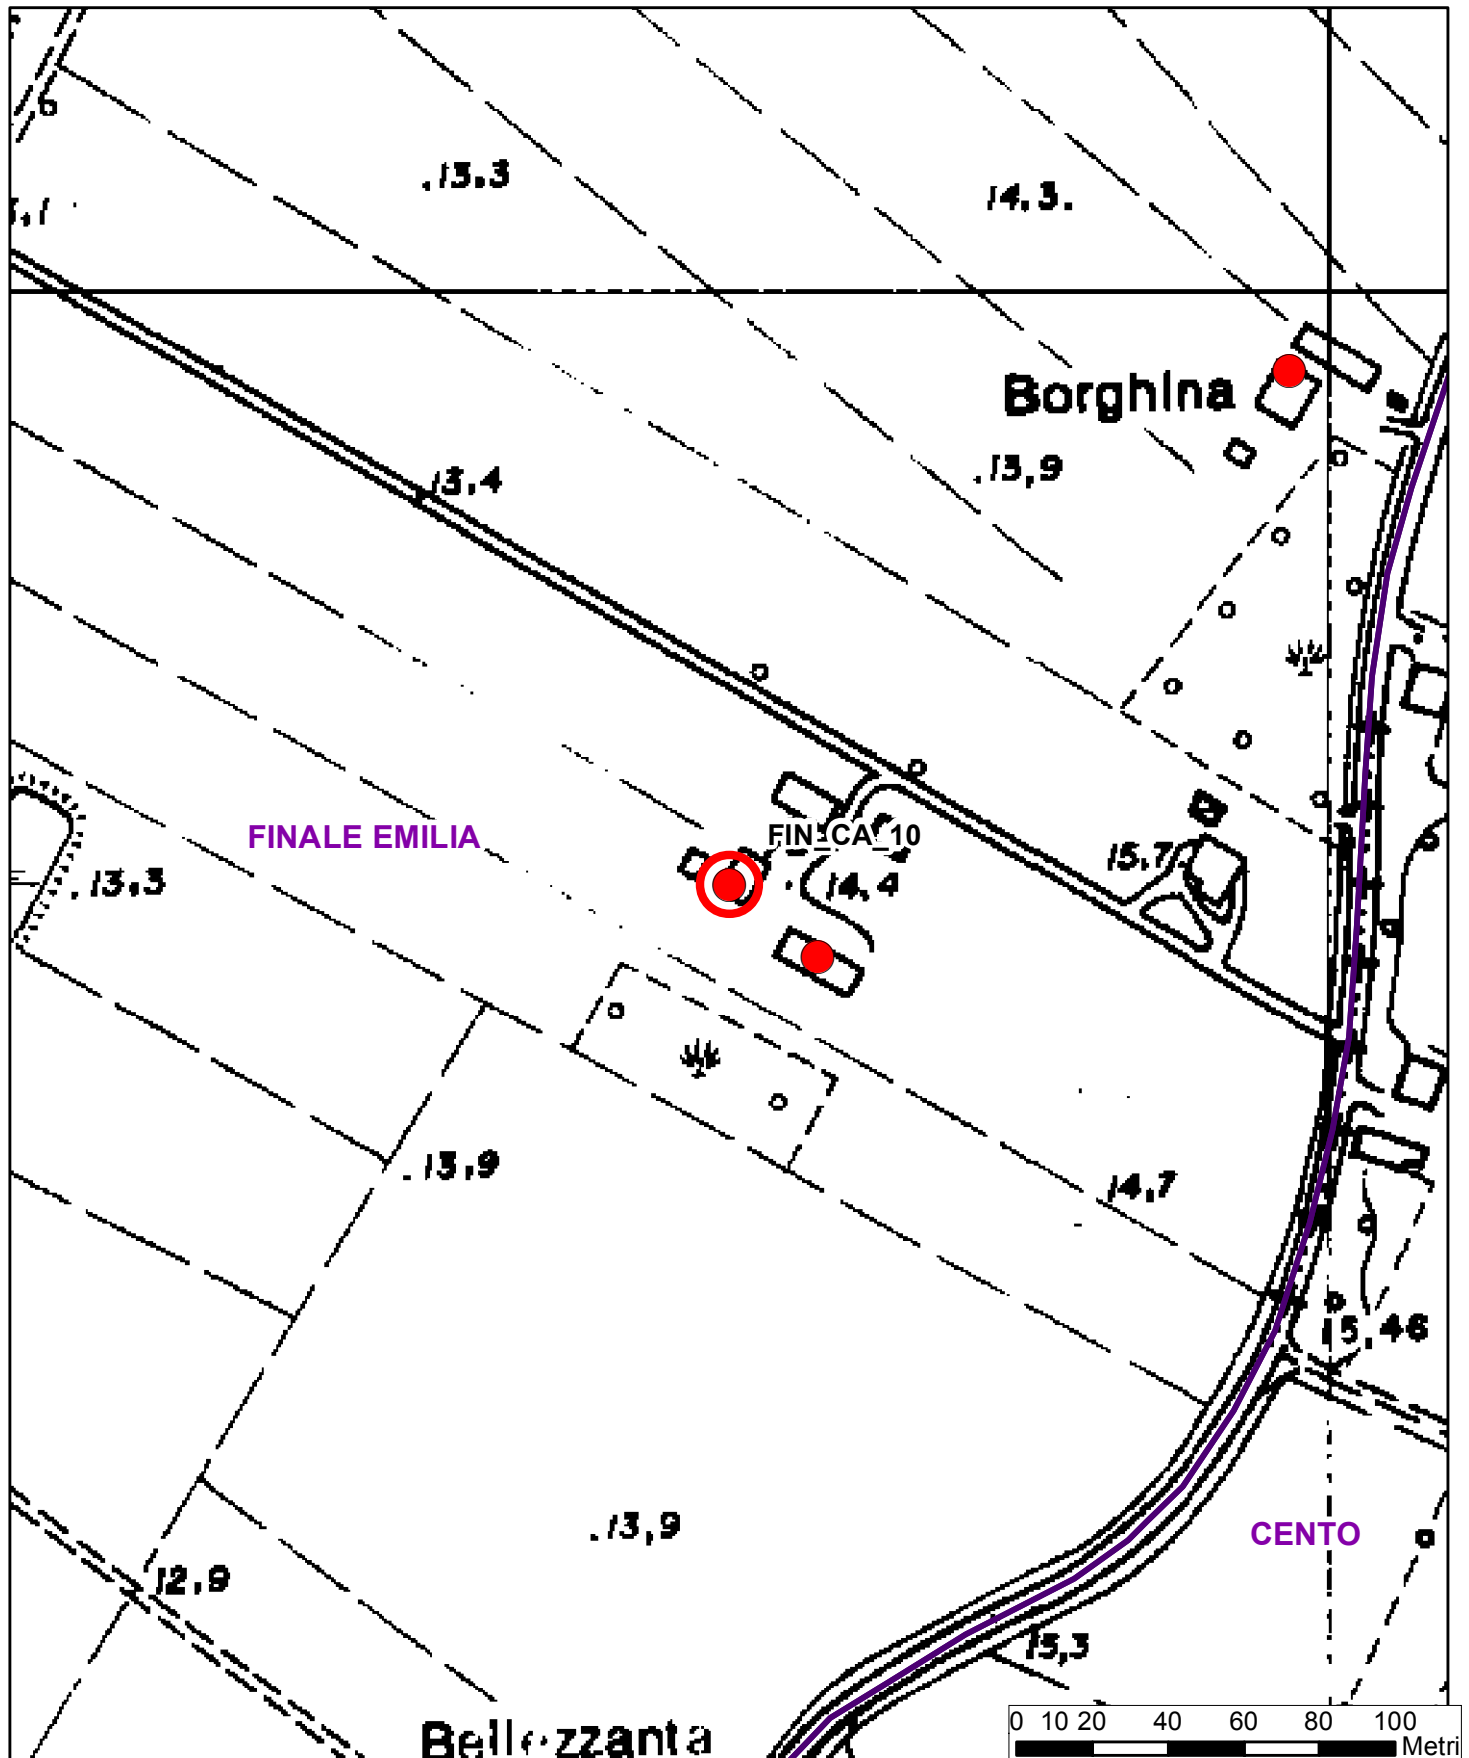 .13.3
14.3.
Borghina
.13,9
13.4
FINALE EMILIA
FIN_CA_10
15,7
.13,3
.14,4
.13,9
14,7
15.46
.13,9
CENTO
12,9
15,3
0 10 20 40 60 80 100
Metri